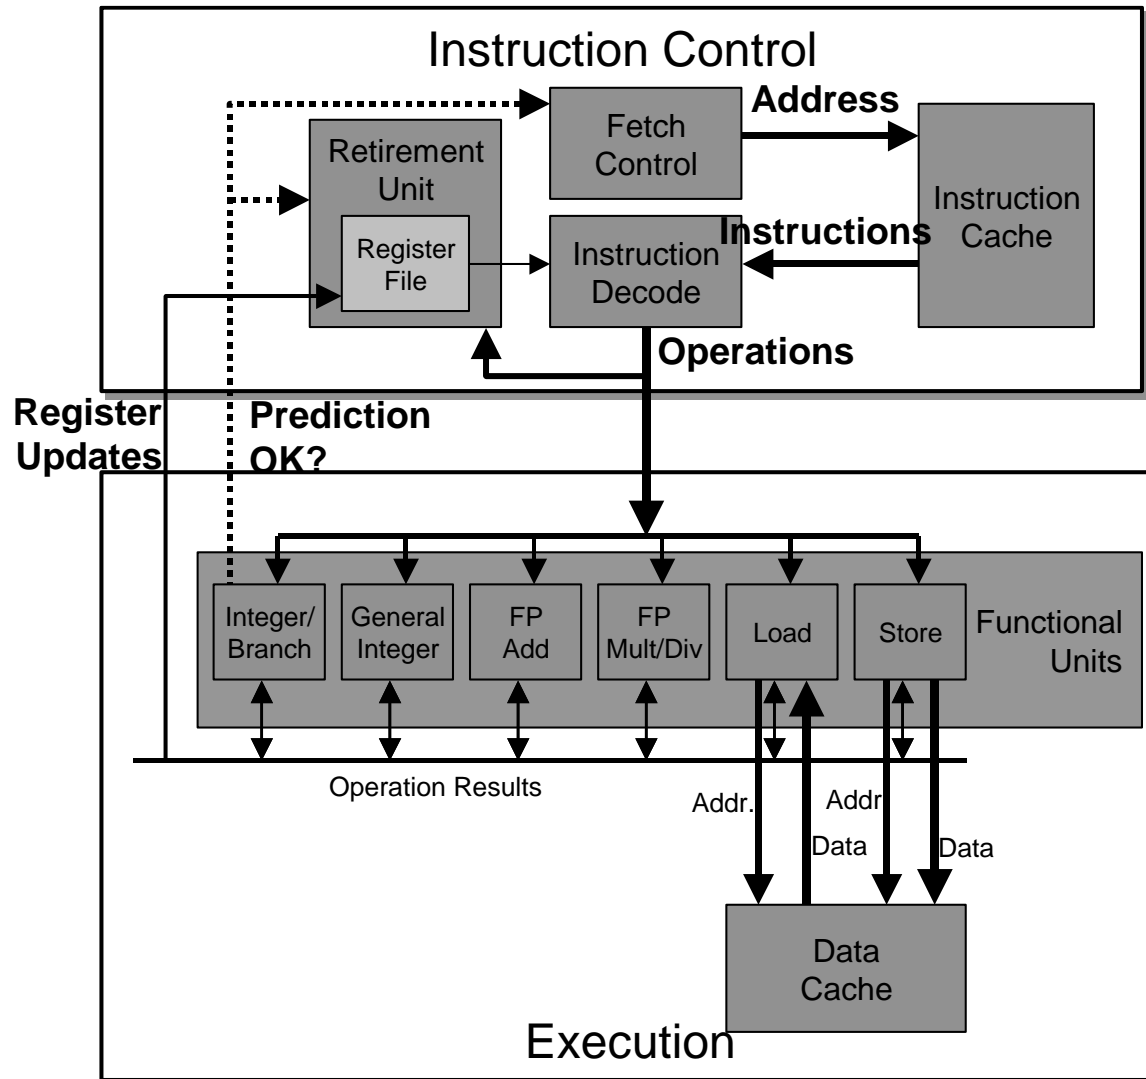 Instruction Control
Address
Fetch
Control
Retirement
Unit
Instruction
Cache
Instructions
Register
File
Instruction
Decode
Operations
Register
Updates
Prediction
OK?
Integer/
Branch
General
Integer
FP
Add
FP
Mult/Div
Load
Store
Functional
Units
Operation Results
Addr.
Addr
Data
Data
Data
Cache
Execution